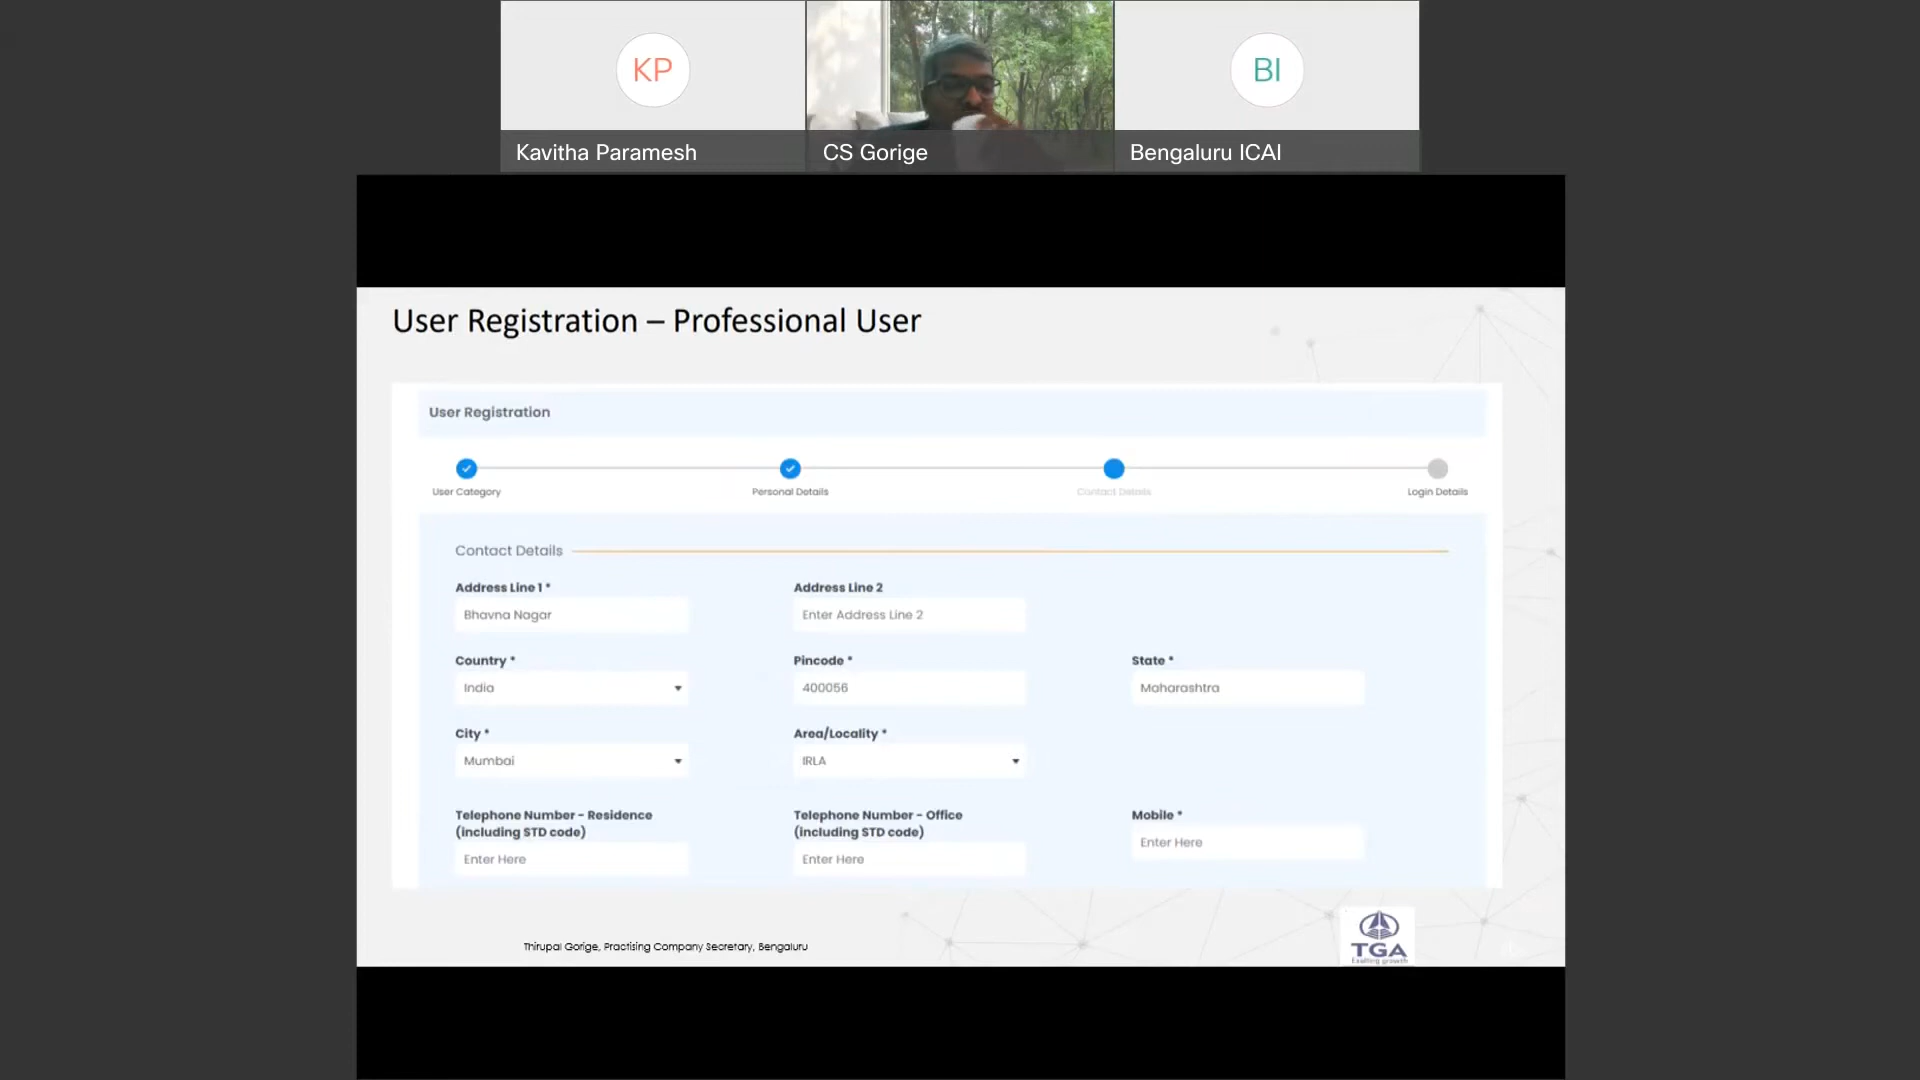 KP
BI
Kavitha Paramesh
CS Gorige
Bengaluru ICAI
User Registration – Professional User
User Registration
User Category
Personal Details
Contact Details
Login Details
Contact Details
Address Line 1 *
Address Line 2
Bhavna Nagar
Enter Address Line 2
Country *
Pincode *
State *
India
400056
Maharashtra
City *
Area/Locality *
Mumbai
IRLA
Telephone Number - Residence
(including STD code)
Telephone Number - Office
(including STD code)
Mobile *
Enter Here
Enter Here
Enter Here
Thirupal Gorige, Practising Company Secretary, Bengaluru
TGA
Exulting growth